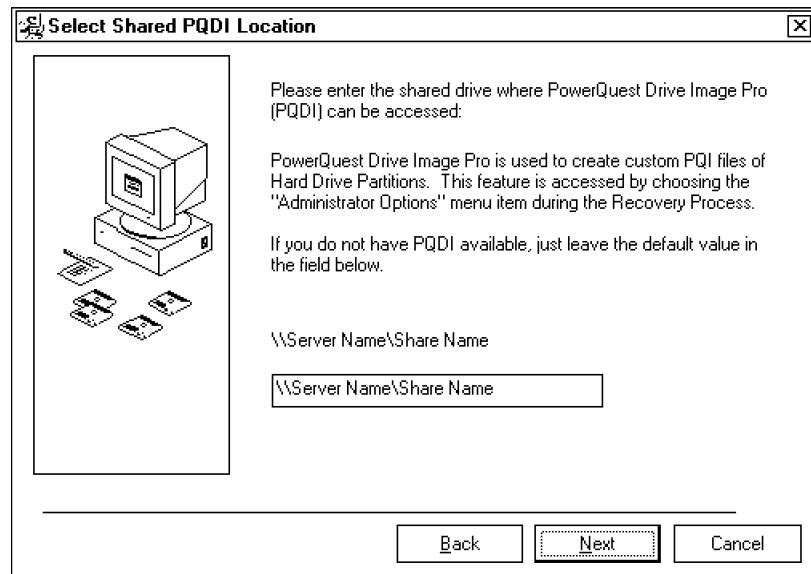 Select Shared PQDI Location
Please enter the shared drive where PowerQuest Drive Image Pro
(PQDI) can be accessed:
PowerQuest Drive Image Pro is used to create custom PQI files of
Hard Drive Partitions.  This feature is accessed by choosing the
"Administrator Options" menu item during the Recovery Process.
If you do not have PQDI available, just leave the default value in
the field below.
\\Server Name\Share Name
\\Server Name\Share Name
Back
Next
Cancel